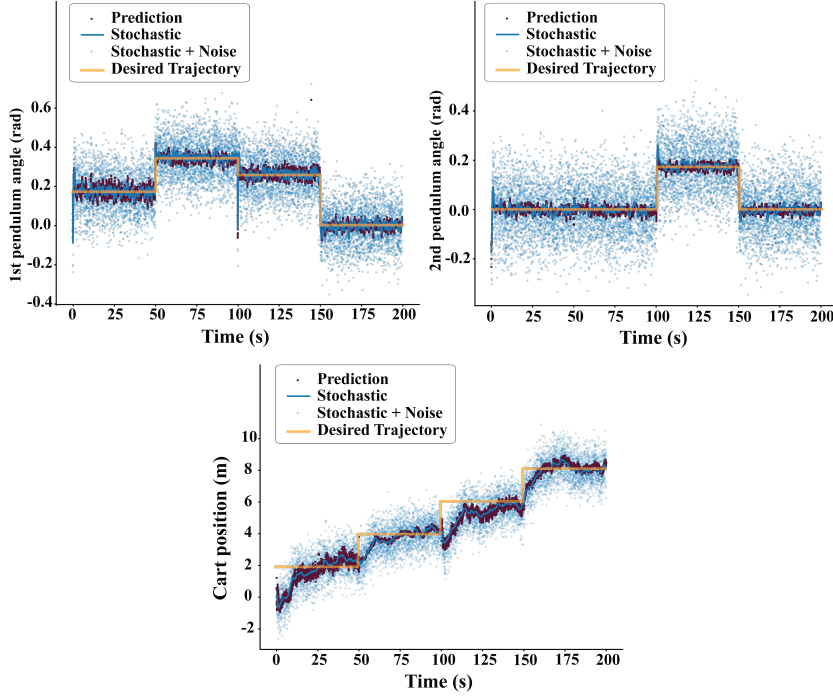 Prediction
Stochastic
Stochastic + Noise
Desired Trajectory
1st pendulum angle (rad)
0.6
0.4
0.2
0.0
-0.2
-0.4
0 25 50 75 100 125 150 175 200
Time (s)
Prediction
Stochastic
Stochastic + Noise
Desired Trajectory
2nd pendulum angle (rad)
0.4
0.2
0.0
-0.2
0 25 50 75 100 125 150 175 200
Time (s)
Prediction
Stochastic
Stochastic + Noise
Desired Trajectory
Cart position (m)
10
8
6
4
2
0
-2
0 25 50 75 100 125 150 175 200
Time (s)